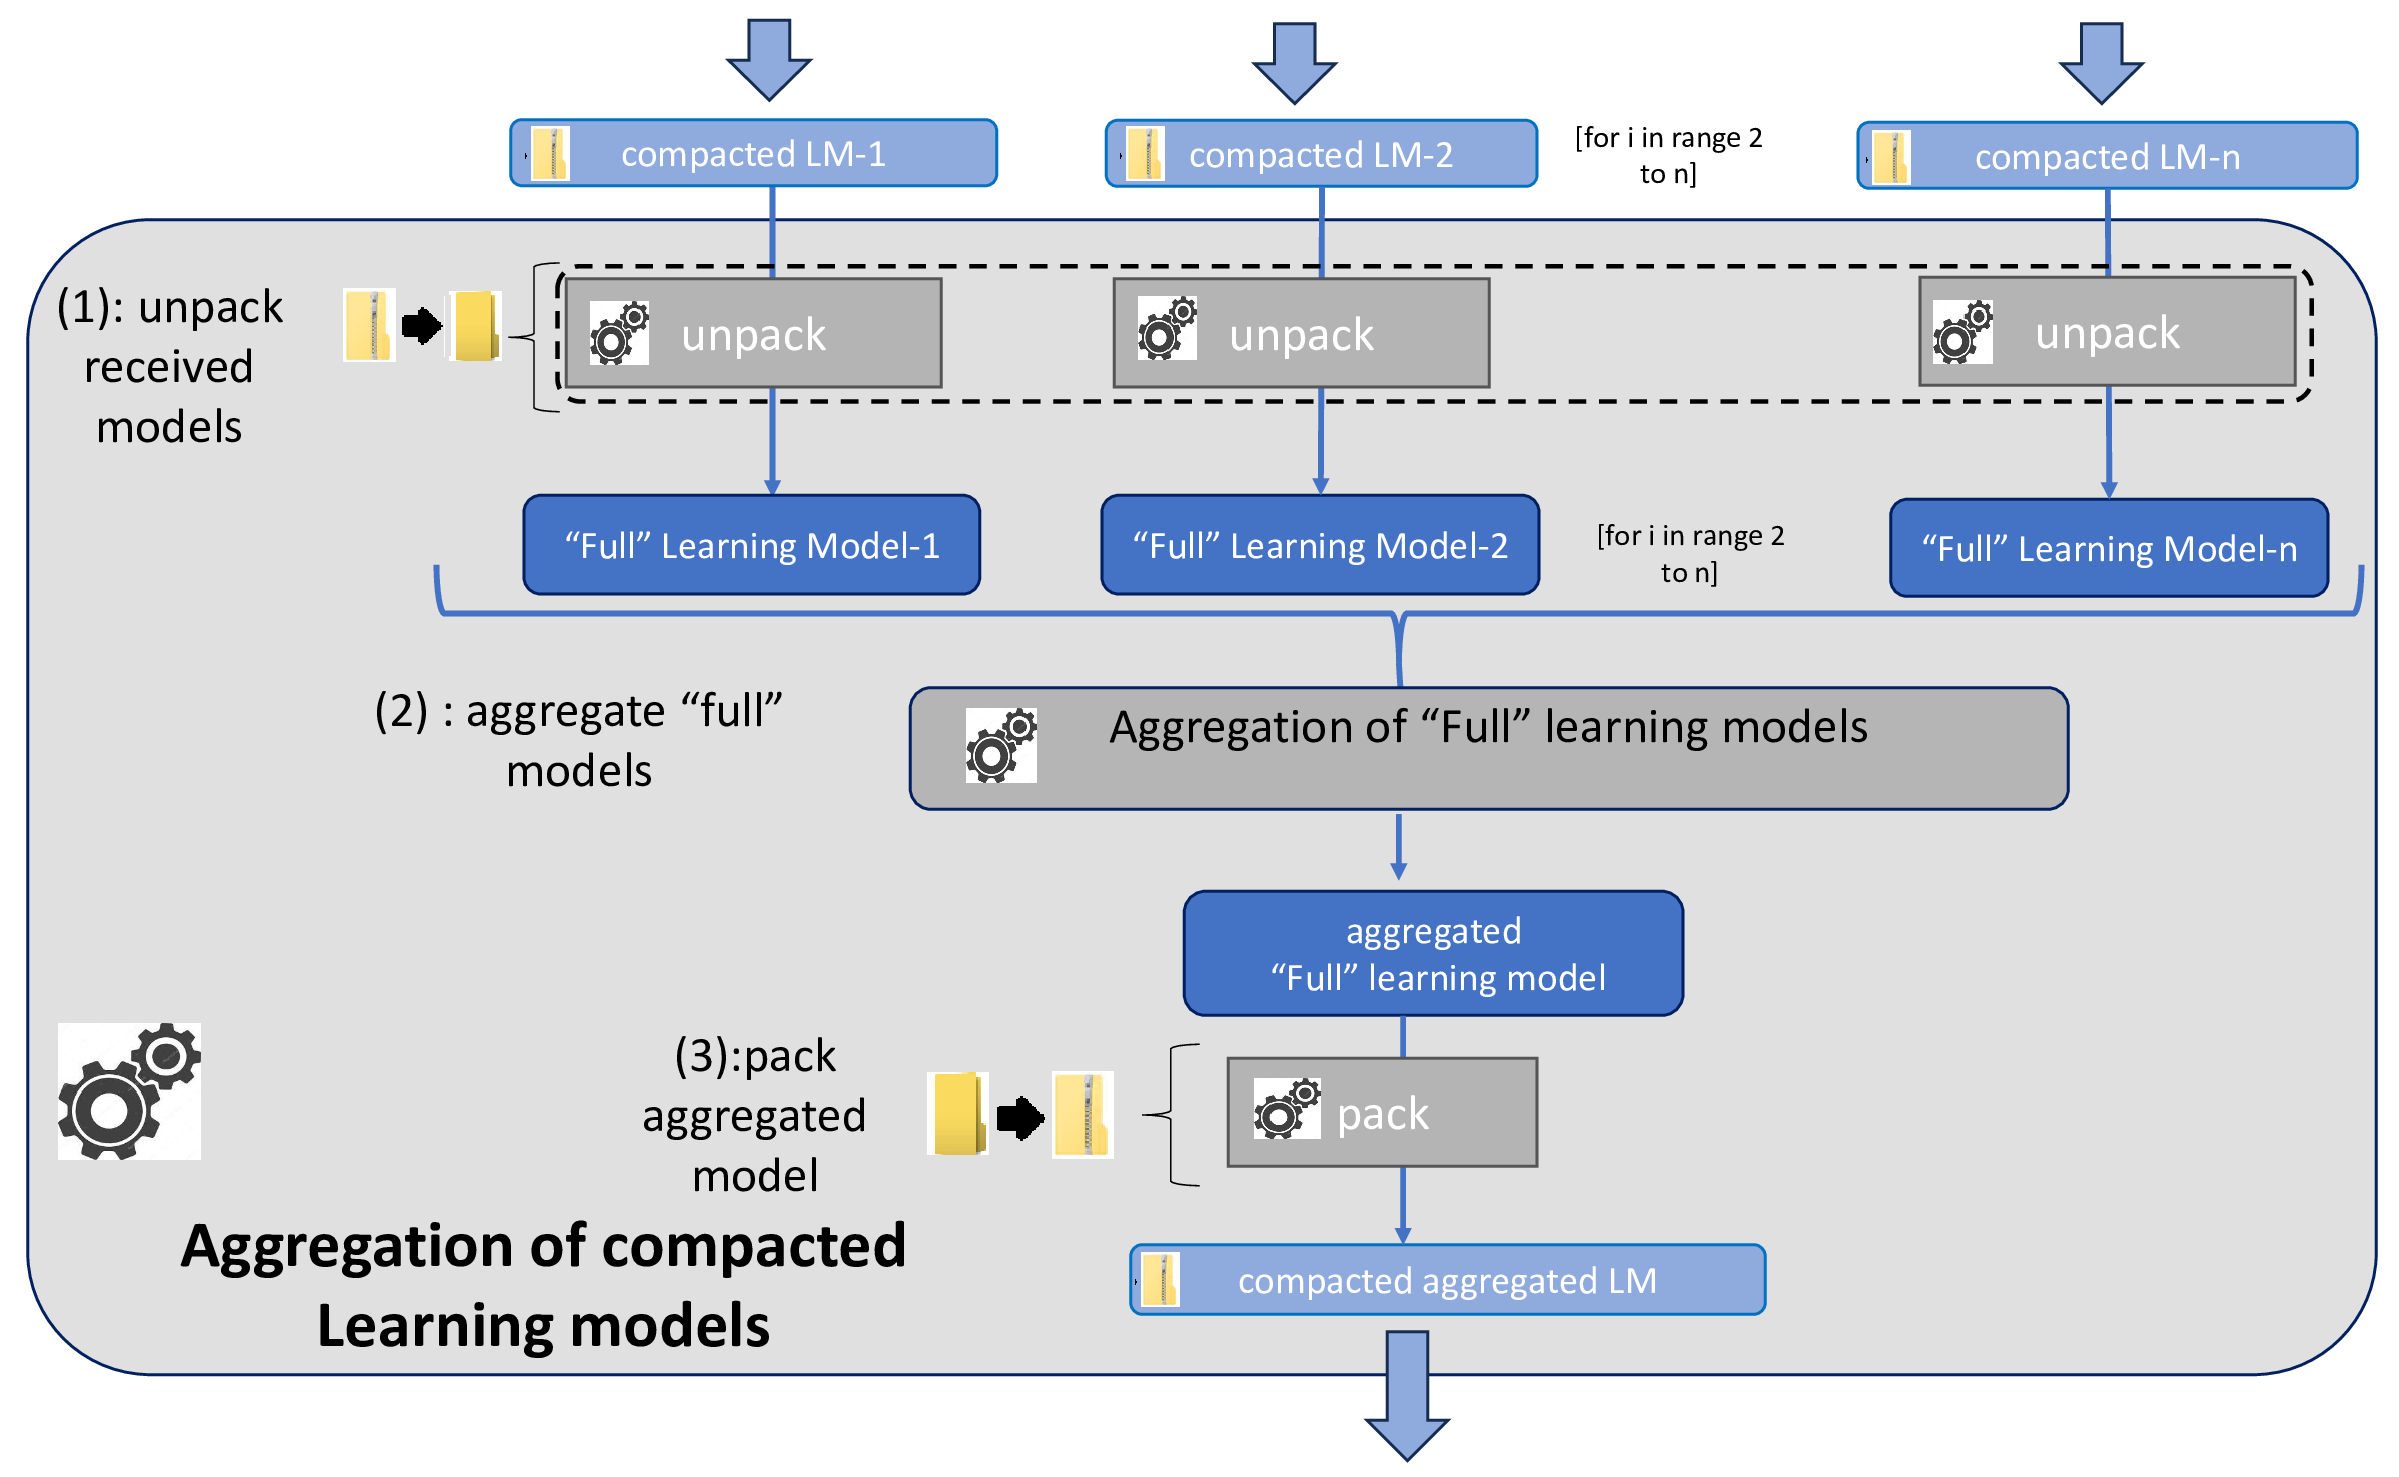 compacted LM-1
compacted LM-2
[for i in range 2
to n]
compacted LM-n
(1): unpack
received
models
unpack
unpack
unpack
“Full” Learning Model-1
“Full” Learning Model-2
[for i in range 2
to n]
“Full” Learning Model-n
(2) : aggregate “full”
models
Aggregation of “Full” learning models
aggregated
“Full” learning model
(3):pack
aggregated
model
pack
Aggregation of compacted
Learning models
compacted aggregated LM